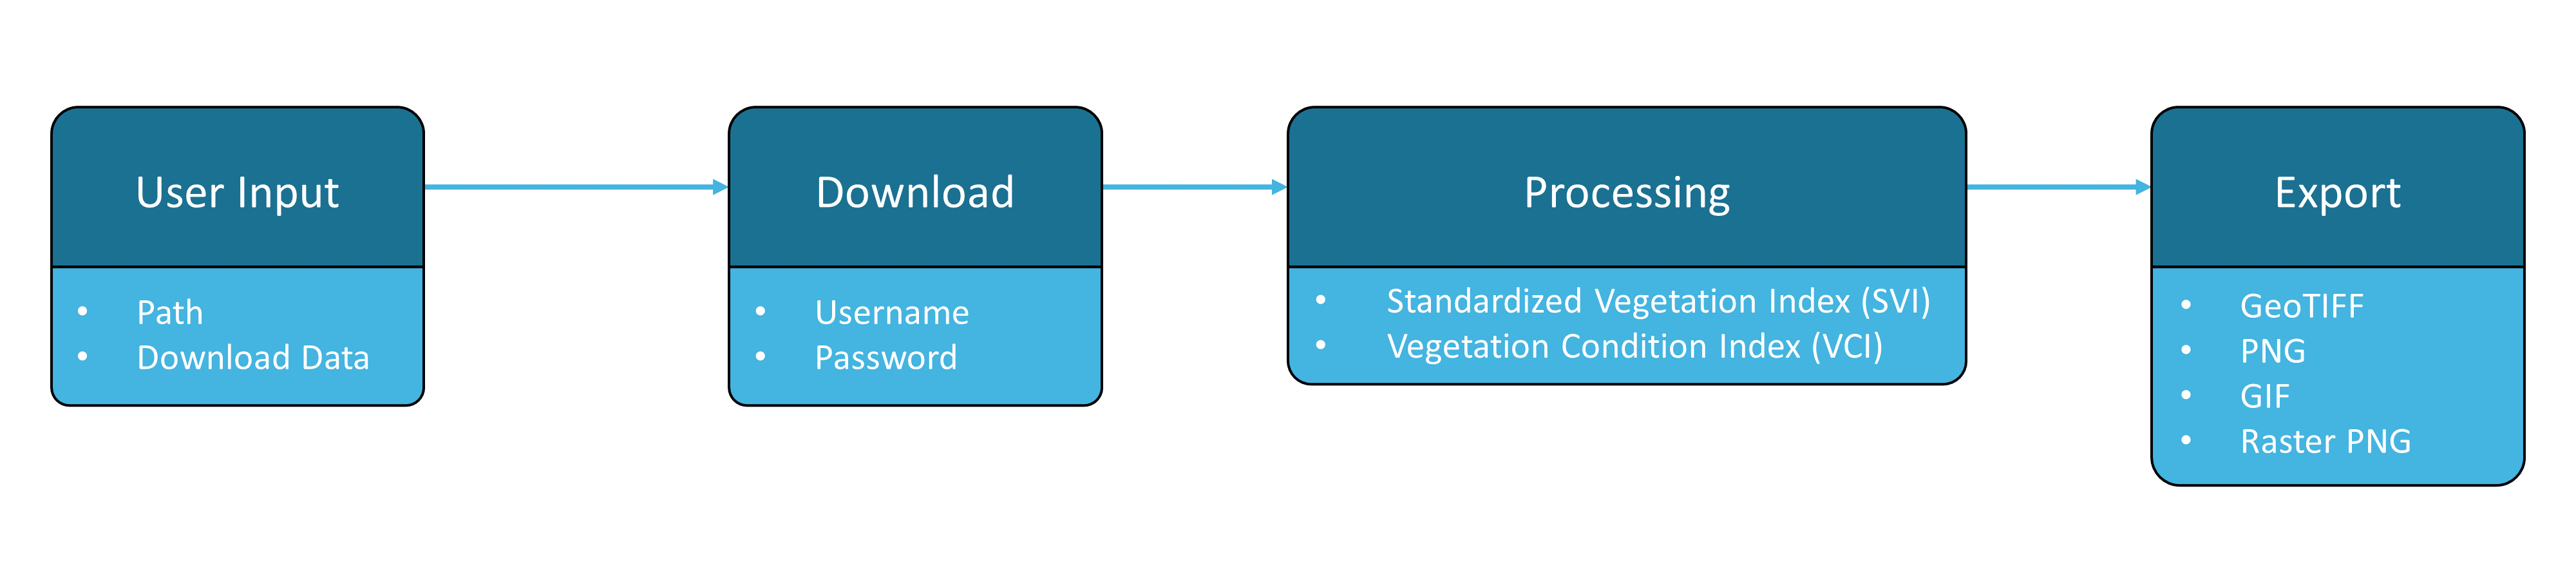 User Input
• Path
• Download Data
Download
• Username
• Password
Processing
• Standardized Vegetation Index (SVI)
• Vegetation Condition Index (VCI)
Export
• GeoTIFF
• PNG
• GIF
• Raster PNG